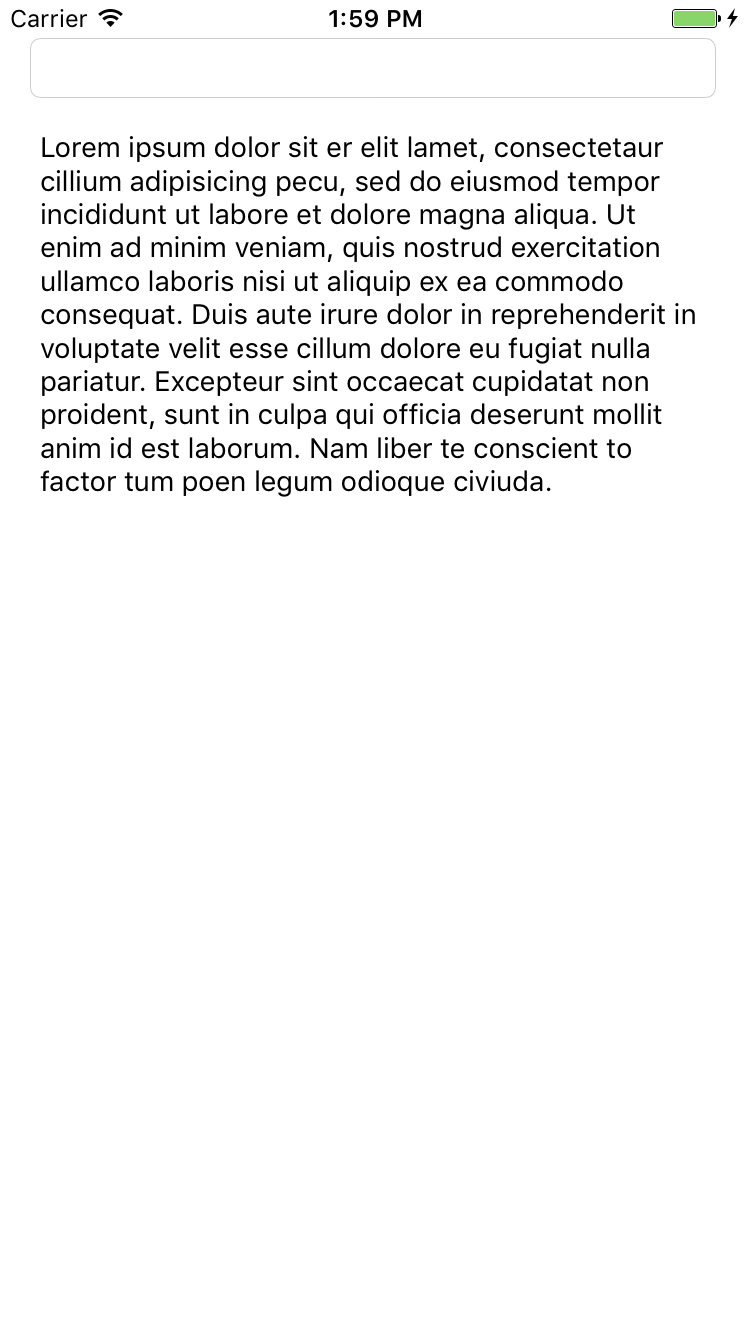 Carrier 1:59 PM
Lorem ipsum dolor sit er elit lamet, consectetaur
cillium adipisicing pecu, sed do eiusmod tempor
incididunt ut labore et dolore magna aliqua. Ut
enim ad minim veniam, quis nostrud exercitation
ullamco laboris nisi ut aliquip ex ea commodo
consequat. Duis aute irure dolor in reprehenderit in
voluptate velit esse cillum dolore eu fugiat nulla
pariatur. Excepteur sint occaecat cupidatat non
proident, sunt in culpa qui officia deserunt mollit
anim id est laborum. Nam liber te conscient to
factor tum poen legum odioque civiuda.